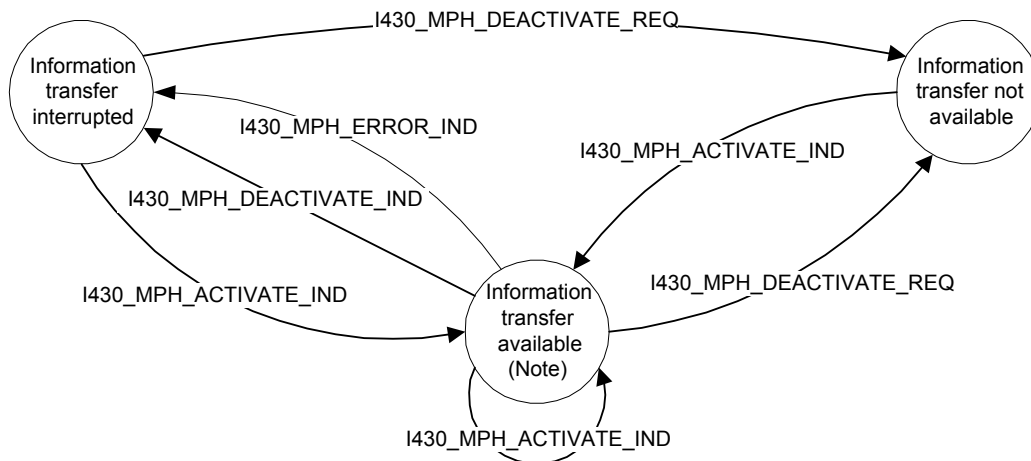 I430_MPH_DEACTIVATE_REQ
Information
transfer
interrupted
Information
transfer not
available
I430_MPH_ERROR_IND
I430_MPH_ACTIVATE_IND
I430_MPH_DEACTIVATE_IND
I430_MPH_ACTIVATE_IND
I430_MPH_DEACTIVATE_REQ
Information
transfer
available
(Note)
I430_MPH_ACTIVATE_IND